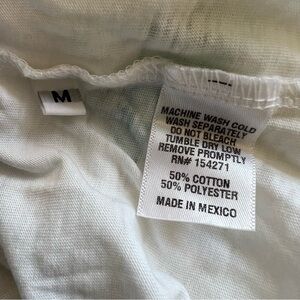 M
MACHINE WASH COLD
WASH SEPARATELY
DO NOT BLEACH
TUMBLE DRY LOW
REMOVE PROMPTLY
RN# 154271
50% COTTON
50% POLYESTER
MADE IN MEXICO